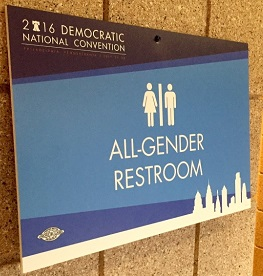 2016 DEMOCRATIC
NATIONAL CONVENTION
ALL-GENDER
RESTROOM